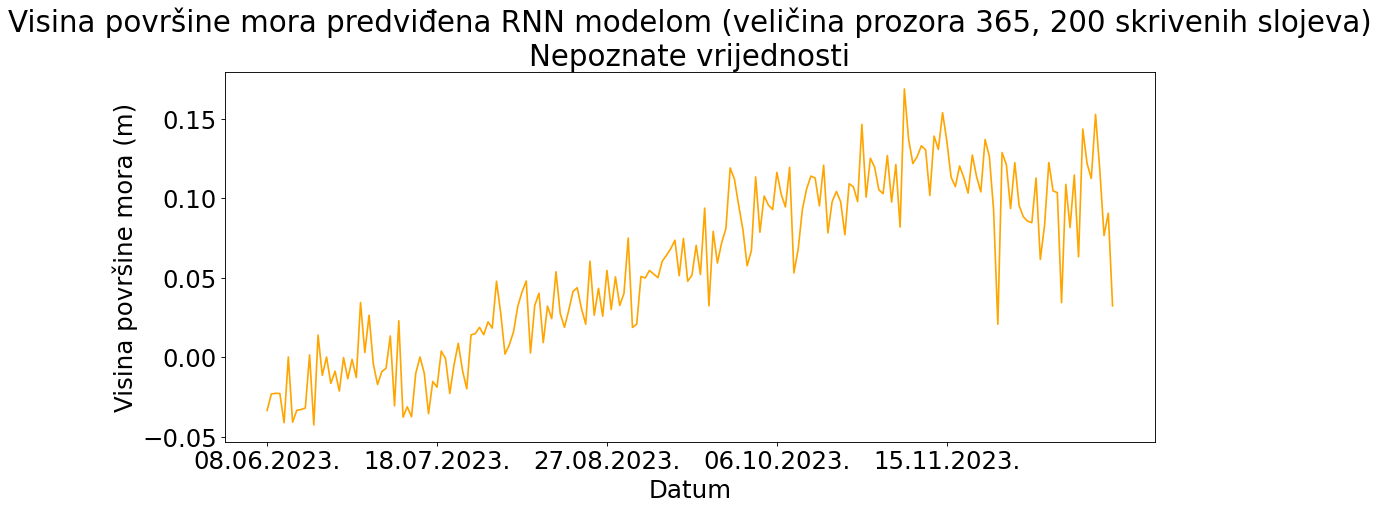 Visina površine mora predviđena RNN modelom (veličina prozora 365, 200 skrivenih slojeva)
Nepoznate vrijednosti
Visina površine mora (m)
0.15
0.10
0.05
0.00
−0.05
08.06.2023. 18.07.2023. 27.08.2023. 06.10.2023. 15.11.2023.
Datum